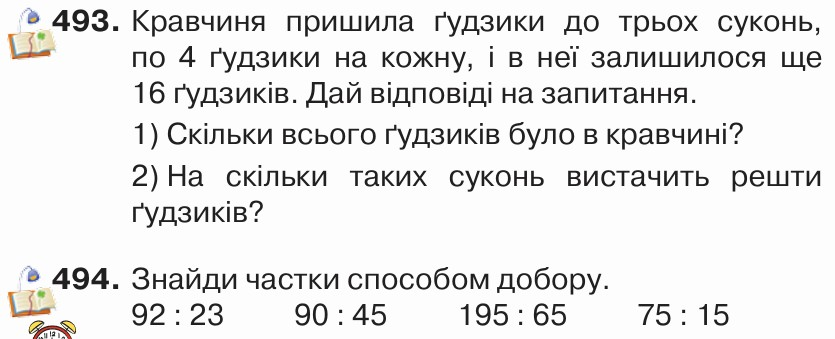 493. Кравчиня пришила ґудзики до трьох суконь,
по 4 ґудзики на кожну, і в неї залишилося ще
16 ґудзиків. Дай відповіді на запитання.
1) Скільки всього ґудзиків було в кравчині?
2) На скільки таких суконь вистачить решти
ґудзиків?
494. Знайди частки способом добору.
92 : 23 90 : 45 195 : 65 75 : 15